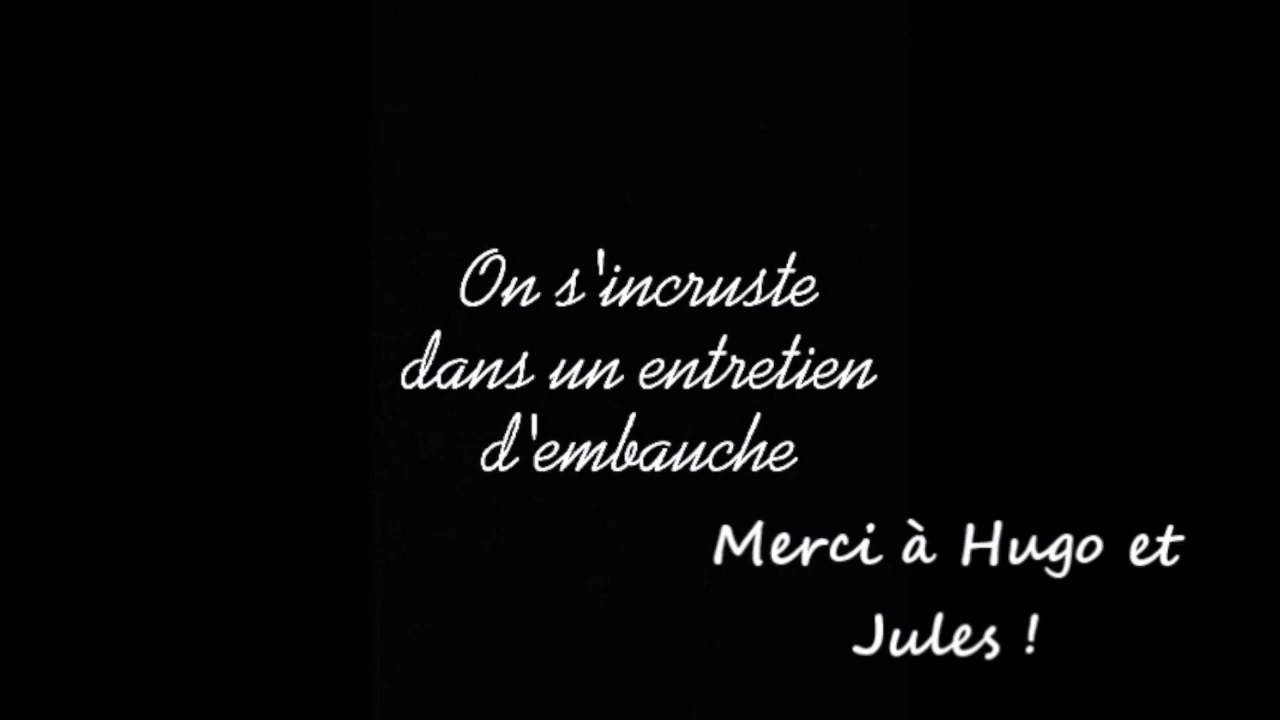 On s'incruste
dans un entretien
d'embauche
Merci à Hugo et
Jules !